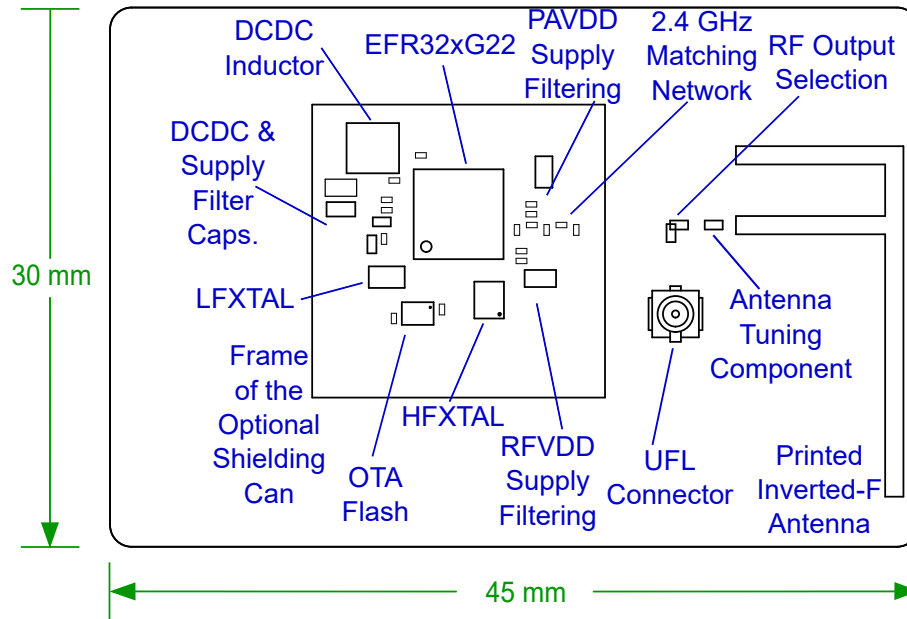 DCDC
Inductor
EFR32xG22
PAVDD
Supply
Filtering
2.4 GHz
Matching
Network
RF Output
Selection
DCDC &
Supply
Filter
Caps.
30 mm
LFXTAL
Frame
of the
Optional
Shielding
Can
OTA
Flash
HFXTAL
RFVDD
Supply
Filtering
UFL
Connector
Antenna
Tuning
Component
Printed
Inverted-F
Antenna
45 mm